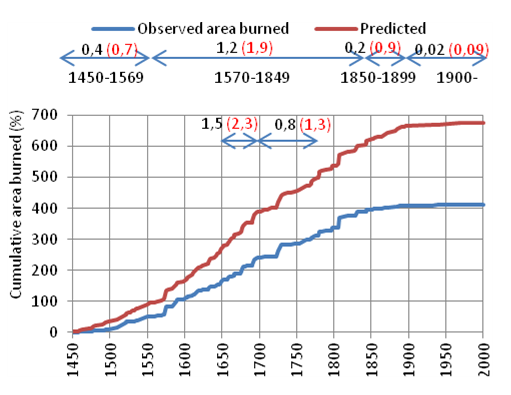 Observed area burned Predicted
0,4 (0,7) 1,2 (1,9) 0,2 (0,9) 0,02 (0,09)
1450-1569 1570-1849 1850-1899 1900-
700
1,5 (2,3) 0,8 (1,3)
600
500
400
300
200
100
0
Cumulative area burned (%)
1450 1500 1550 1600 1650 1700 1750 1800 1850 1900 1950 2000